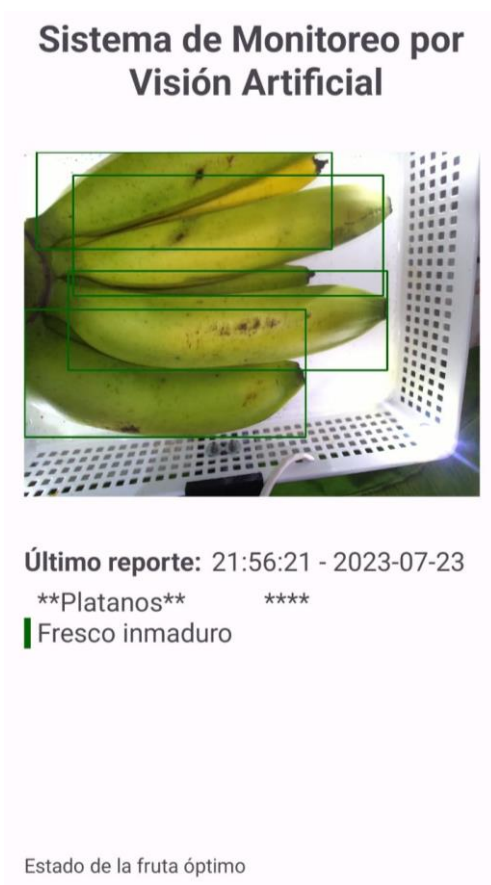 Sistema de Monitoreo por
Visión Artificial
Último reporte: 21:56:21 - 2023-07-23
**Platanos** ****
Fresco inmaduro
Estado de la fruta óptimo